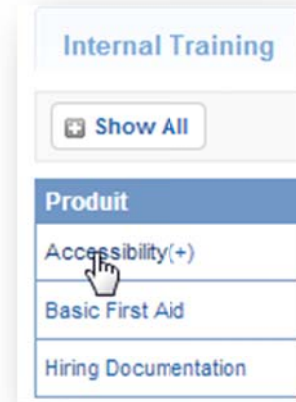 Internal Training
Show All
Produit
Accessibility(+)
Basic First Aid
Hiring Documentation